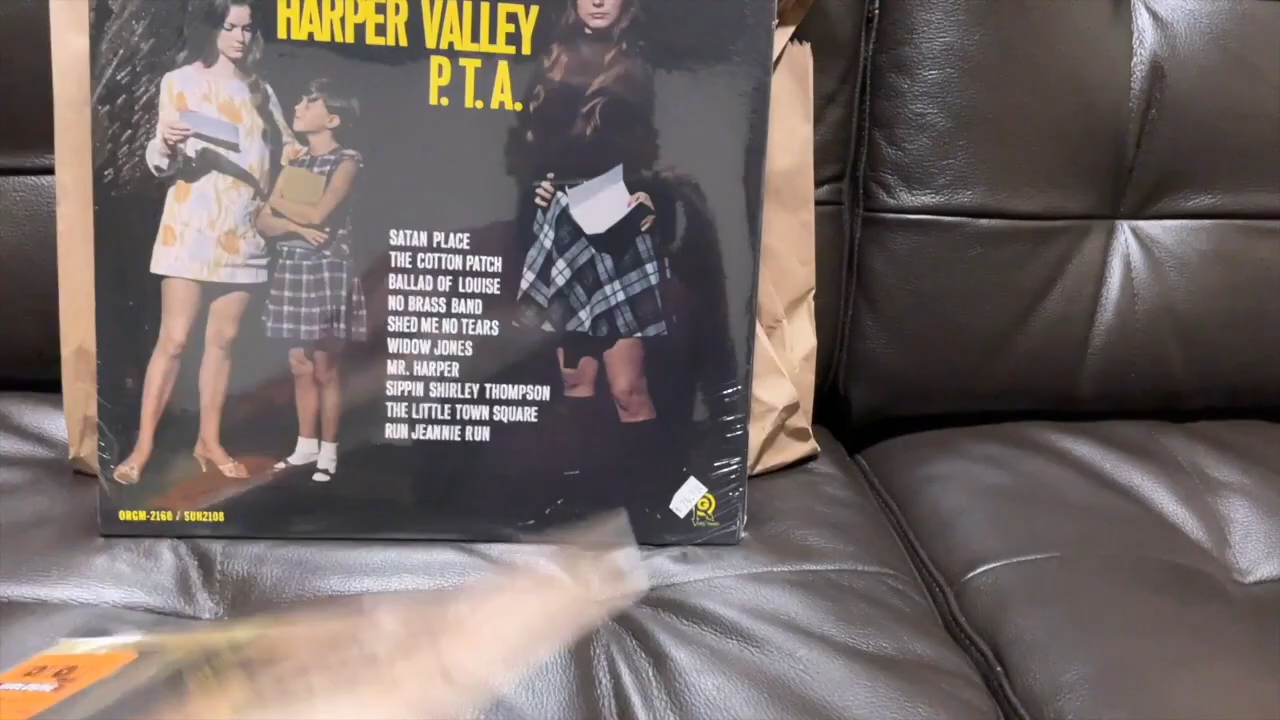 HARPER VALLEY
P.T.A.
SATAN PLACE
THE COTTON PATCH
BALLAD OF LOUISE
NO BRASS BAND
SHED ME NO TEARS
WIDOW JONES
MR. HARPER
SIPPIN SHIRLEY THOMPSON
THE LITTLE TOWN SQUARE
RUN JEANNIE RUN
ORGM-2160 / SUN2108